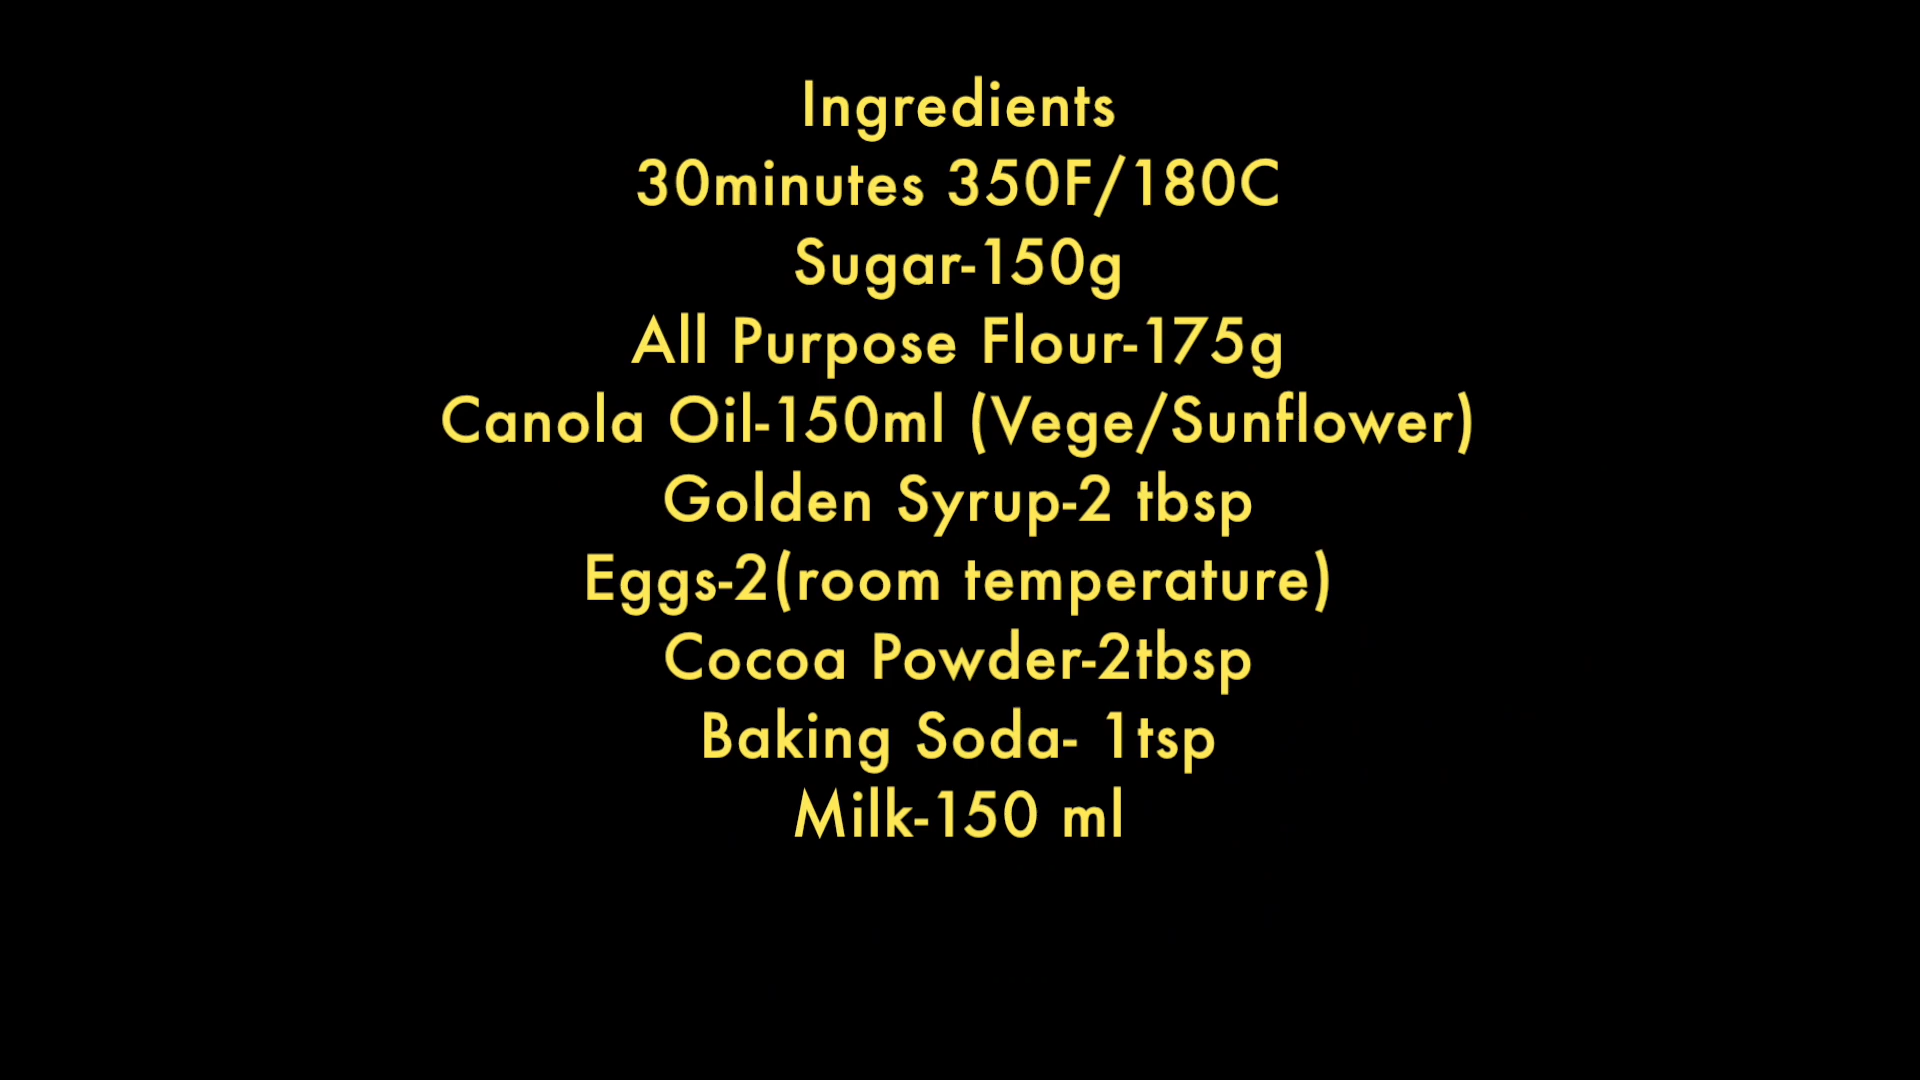 Ingredients
30minutes 350F/180C
Sugar-150g
All Purpose Flour-175g
Canola Oil-150ml (Vege/Sunflower)
Golden Syrup-2 tbsp
Eggs-2(room temperature)
Cocoa Powder-2tbsp
Baking Soda- 1tsp
Milk-150 ml